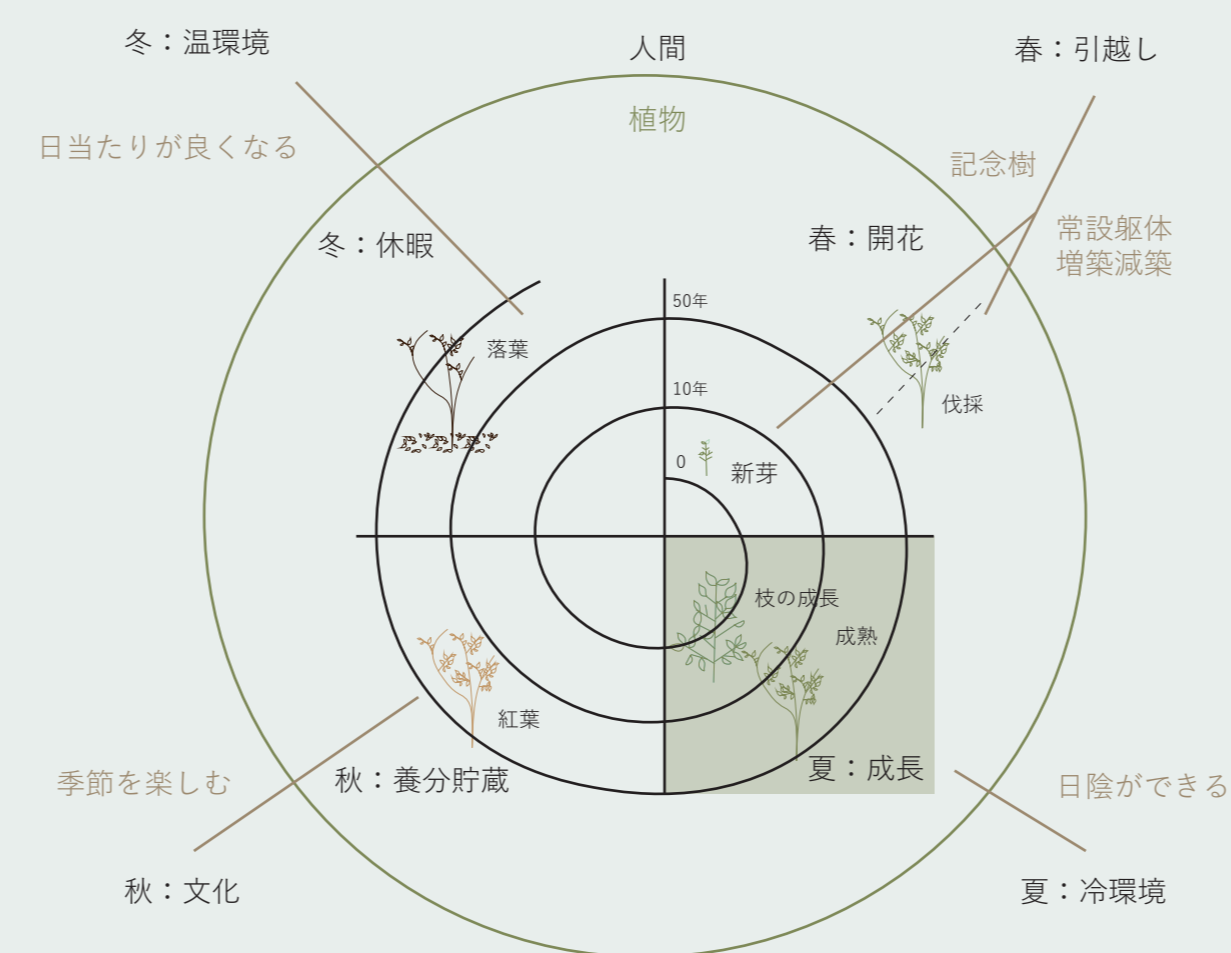 冬：温環境
人間
春：引越し
植物
日当たりが良くなる
記念樹
常設躯体
増築減築
冬：休暇
春：開花
50年
落葉
10年
伐採
0
新芽
枝の成長
成熟
紅葉
秋：養分貯蔵
夏：成長
季節を楽しむ
日陰ができる
秋：文化
夏：冷環境